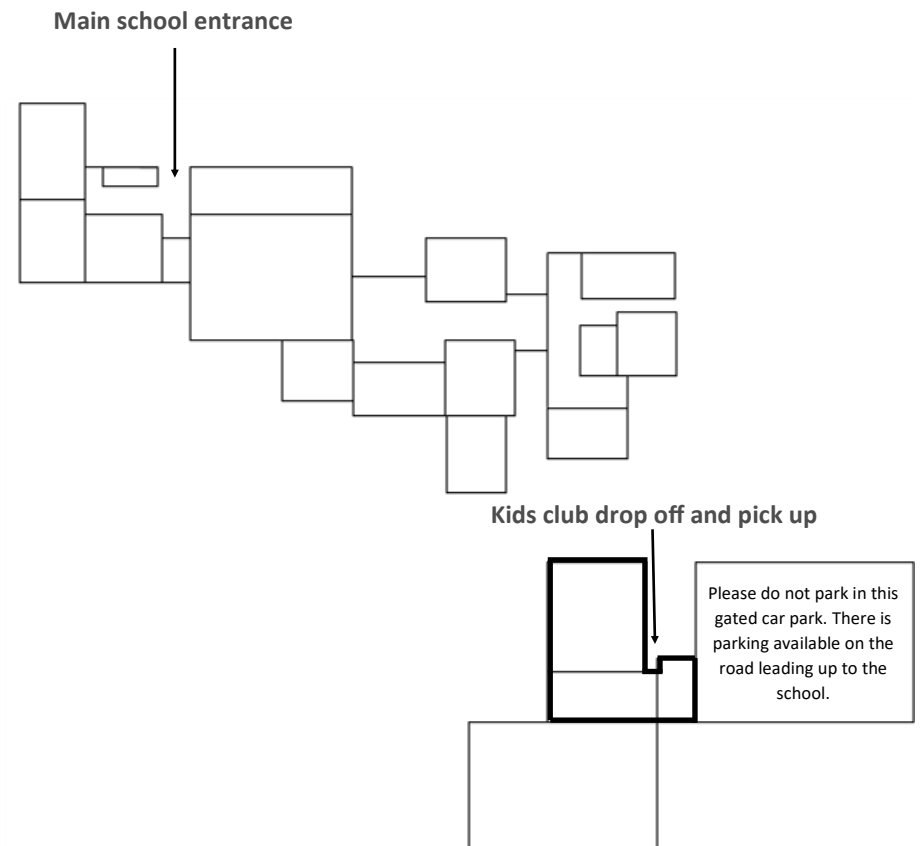 Main school entrance
Kids club drop off and pick up
Please do not park in this
gated car park. There is
parking available on the
road leading up to the
school.